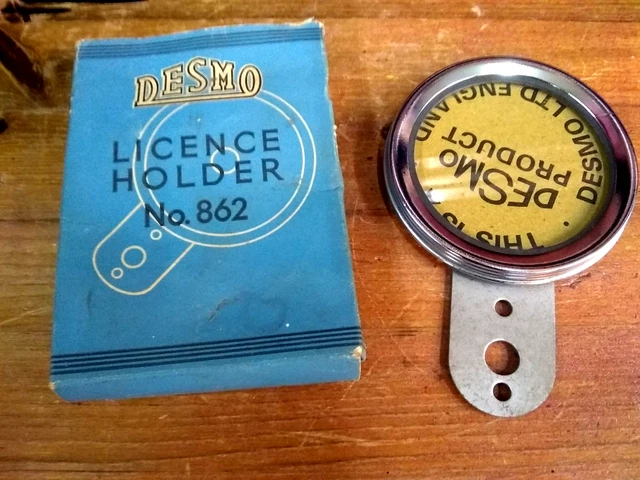 DESMO
LICENCE
HOLDER
No. 862
THIS IS
DESMO LTD ENGLAND
DESMO
PRODUCT